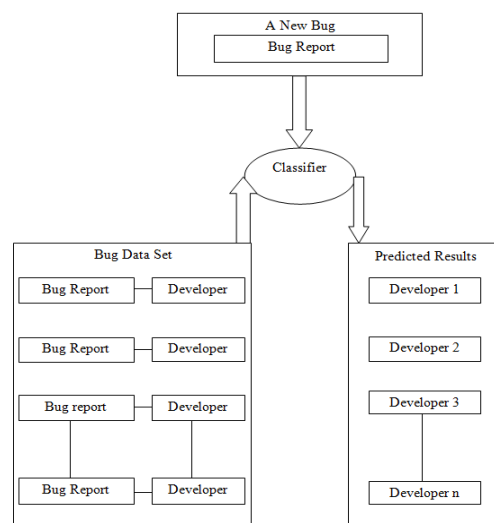 A New Bug
Bug Report
Classifier
Bug Data Set
Bug Report
Developer
Bug Report
Developer
Bug report
Developer
Bug Report
Developer
Predicted Results
Developer 1
Developer 2
Developer 3
Developer n